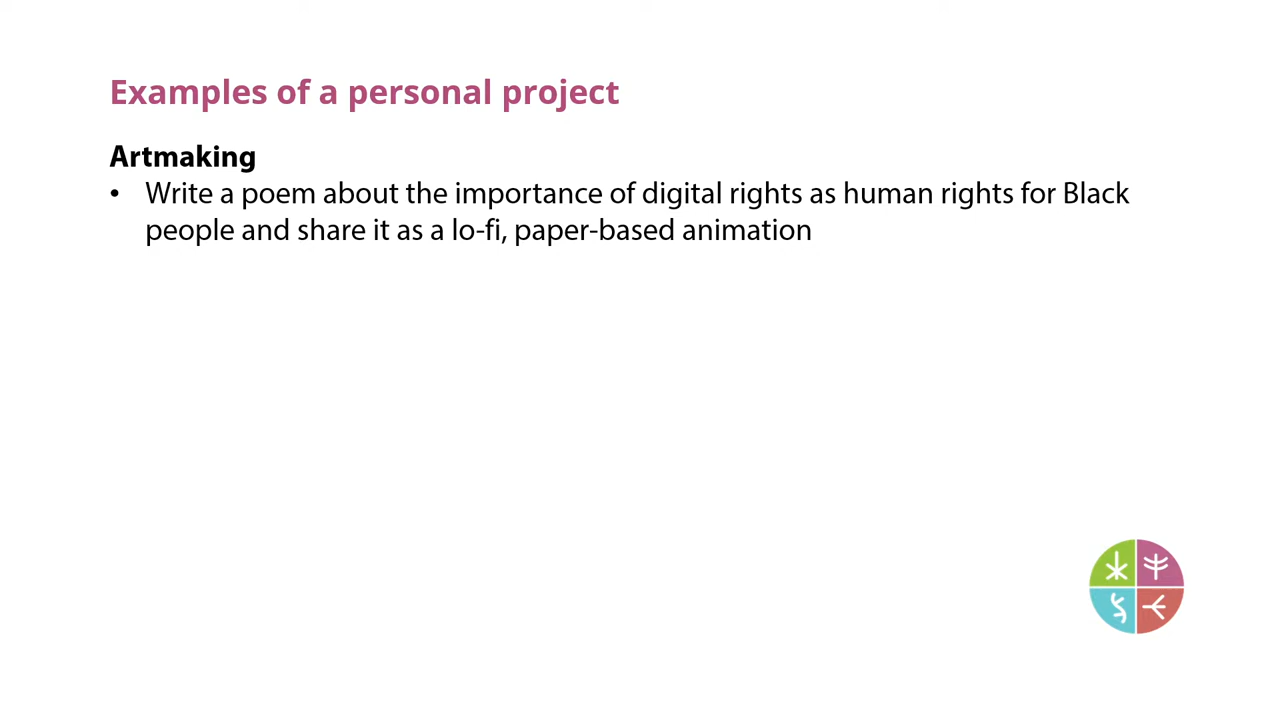 Examples of a personal project
Artmaking
• Write a poem about the importance of digital rights as human rights for Black
people and share it as a lo-fi, paper-based animation